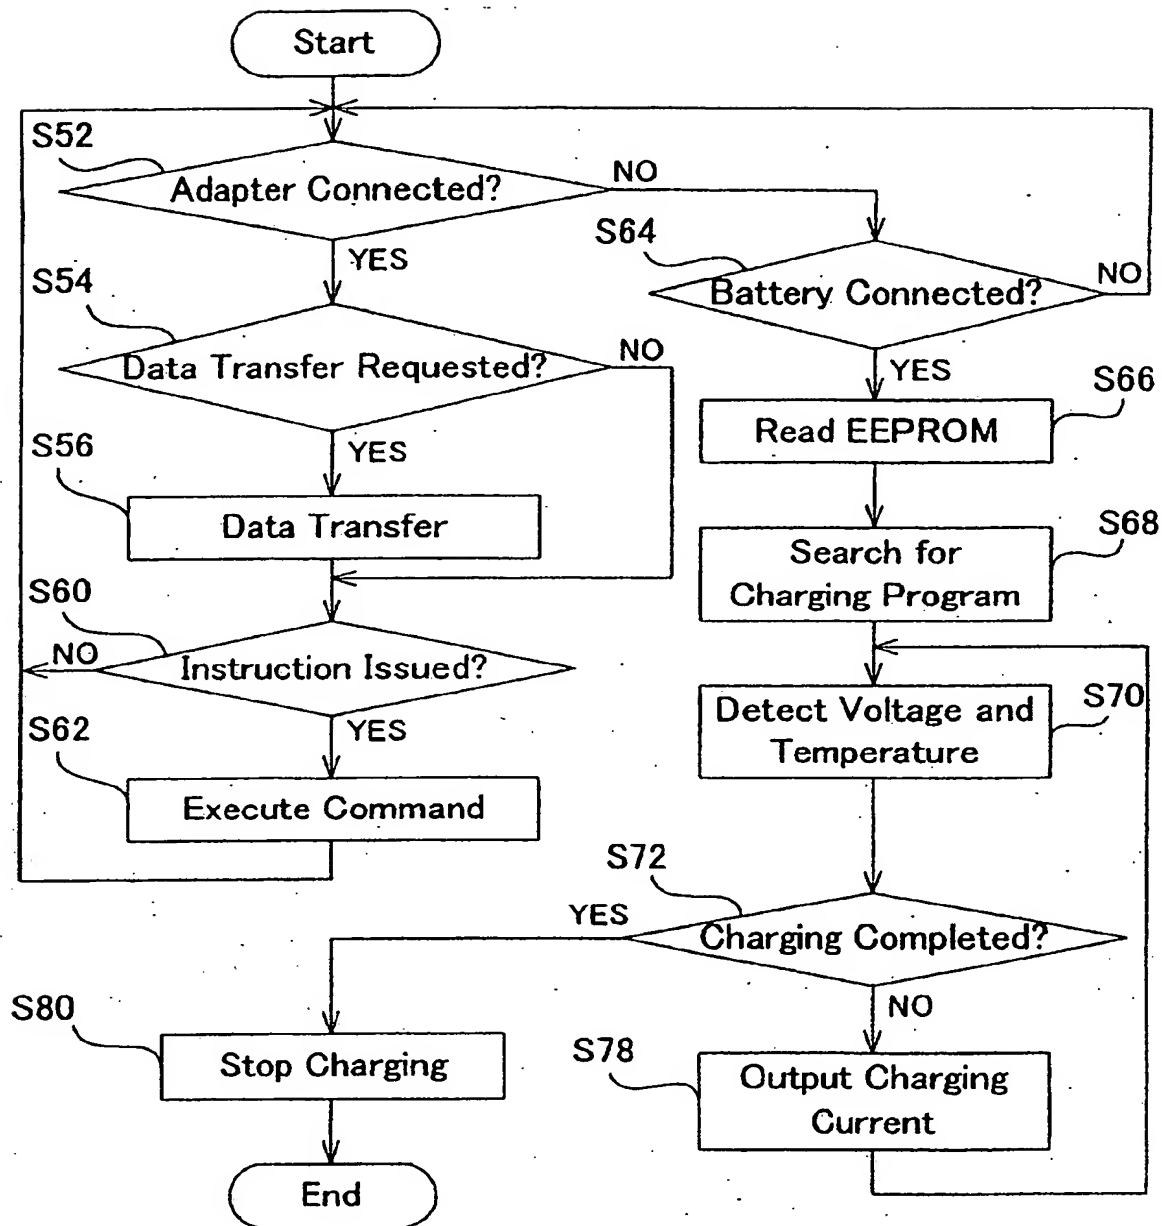 Start
S52
Adapter Connected?
NO
YES
S64
Battery Connected?
NO
YES
S54
Data Transfer Requested?
NO
YES
S66
Read EEPROM
S56
Data Transfer
S68
Search for
Charging Program
S60
Instruction Issued?
NO
YES
S70
Detect Voltage and
Temperature
S62
Execute Command
S72
Charging Completed?
YES
NO
S80
Stop Charging
S78
Output Charging
Current
End